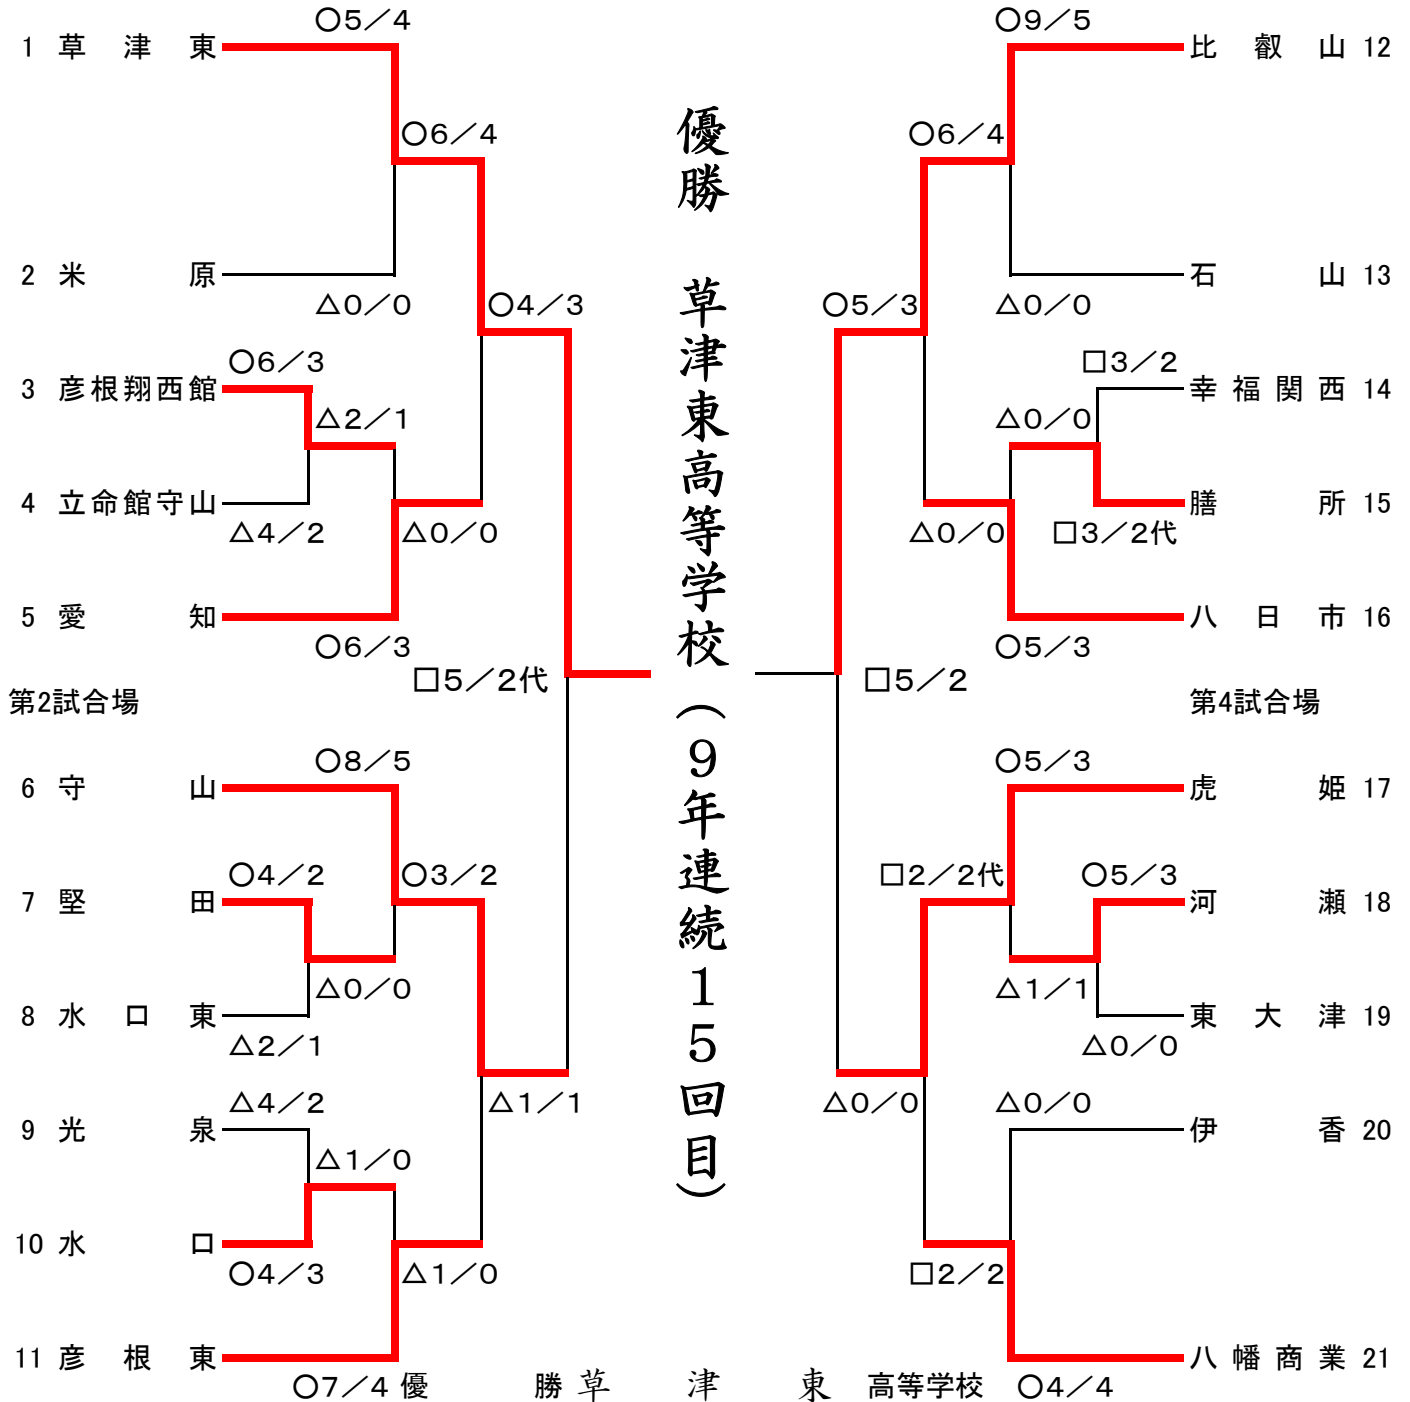 ○5／4
1 草津東
○6／4
2 米原
△0／0
○4／3
○6／3
3 彦根翔西館
△2／1
4 立命館守山
△4／2
△0／0
5 愛知
○6／3
□5／2代
第2試合場
○8／5
6 守山
○4／2
○3／2
7 堅田
△0／0
8 水口東
△2／1
△4／2
△1／1
9 光泉
△1／0
10 水口
○4／3
△1／0
11 彦根東
○7／4
優勝 草津東高等学校（9年連続15回目）
○9／5
比叡山 12
○6／4
石山 13
△0／0
○5／3
□3／2
幸福関西 14
△0／0
膳所 15
□3／2代
△0／0
八日市 16
○5／3
□5／2
第4試合場
○5／3
虎姫 17
□2／2代
○5／3
河瀬 18
△1／1
東大津 19
△0／0
△0／0
△0／0
伊香 20
□2／2
八幡商業 21
○4／4
優勝 草津東 高等学校